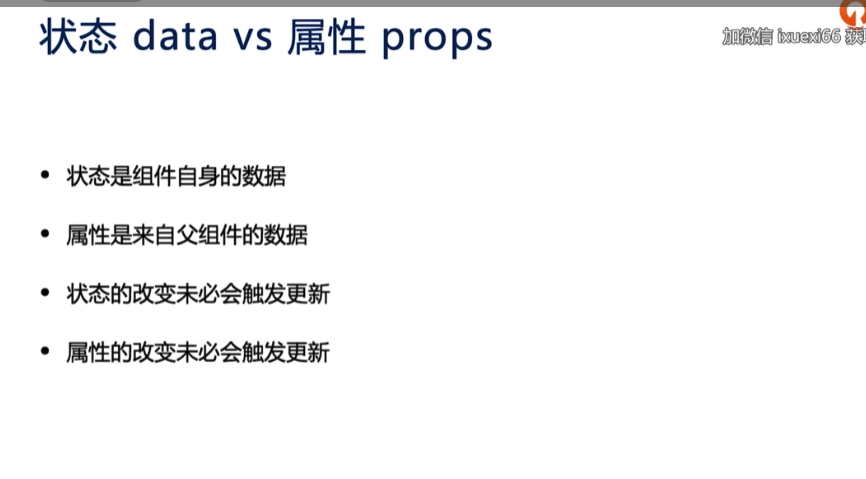 状态 data vs 属性 props
加微信 ixuexi66 获
• 状态是组件自身的数据
• 属性是来自父组件的数据
• 状态的改变未必会触发更新
• 属性的改变未必会触发更新